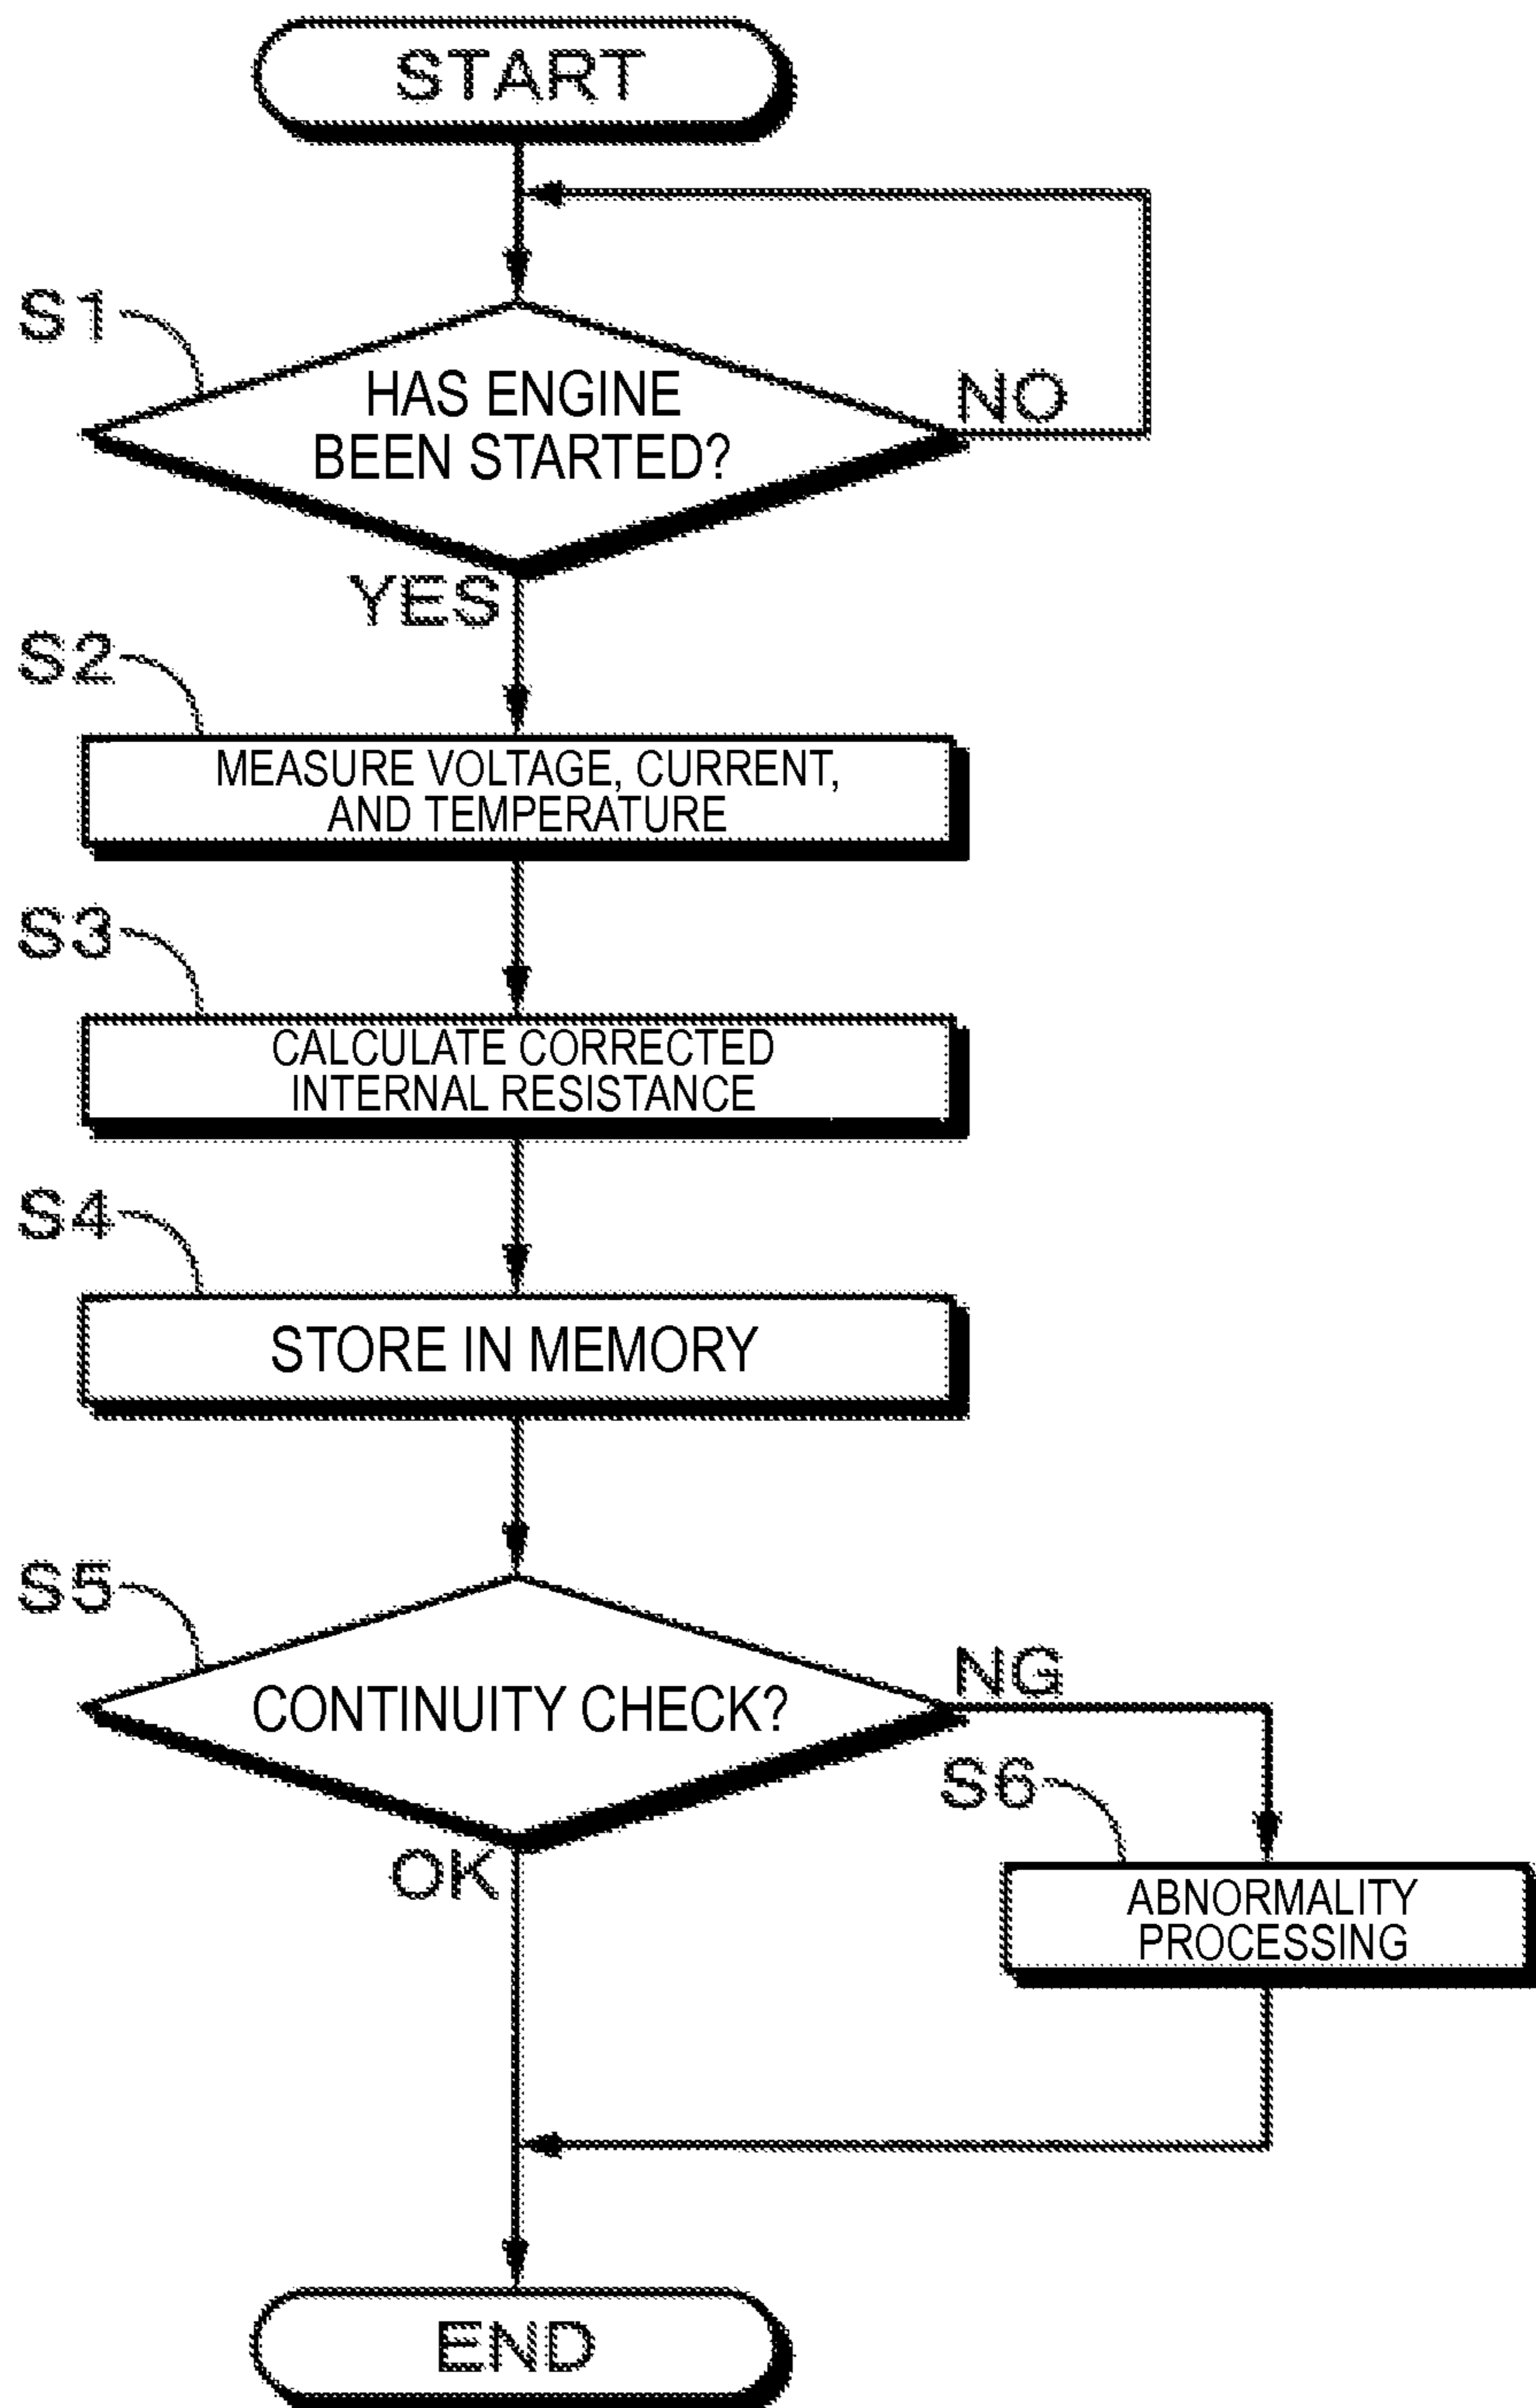 START
S1
HAS ENGINE
BEEN STARTED?
NO
YES
S2
MEASURE VOLTAGE, CURRENT,
AND TEMPERATURE
S3
CALCULATE CORRECTED
INTERNAL RESISTANCE
S4
STORE IN MEMORY
S5
CONTINUITY CHECK?
NG
S6
OK
ABNORMALITY
PROCESSING
END